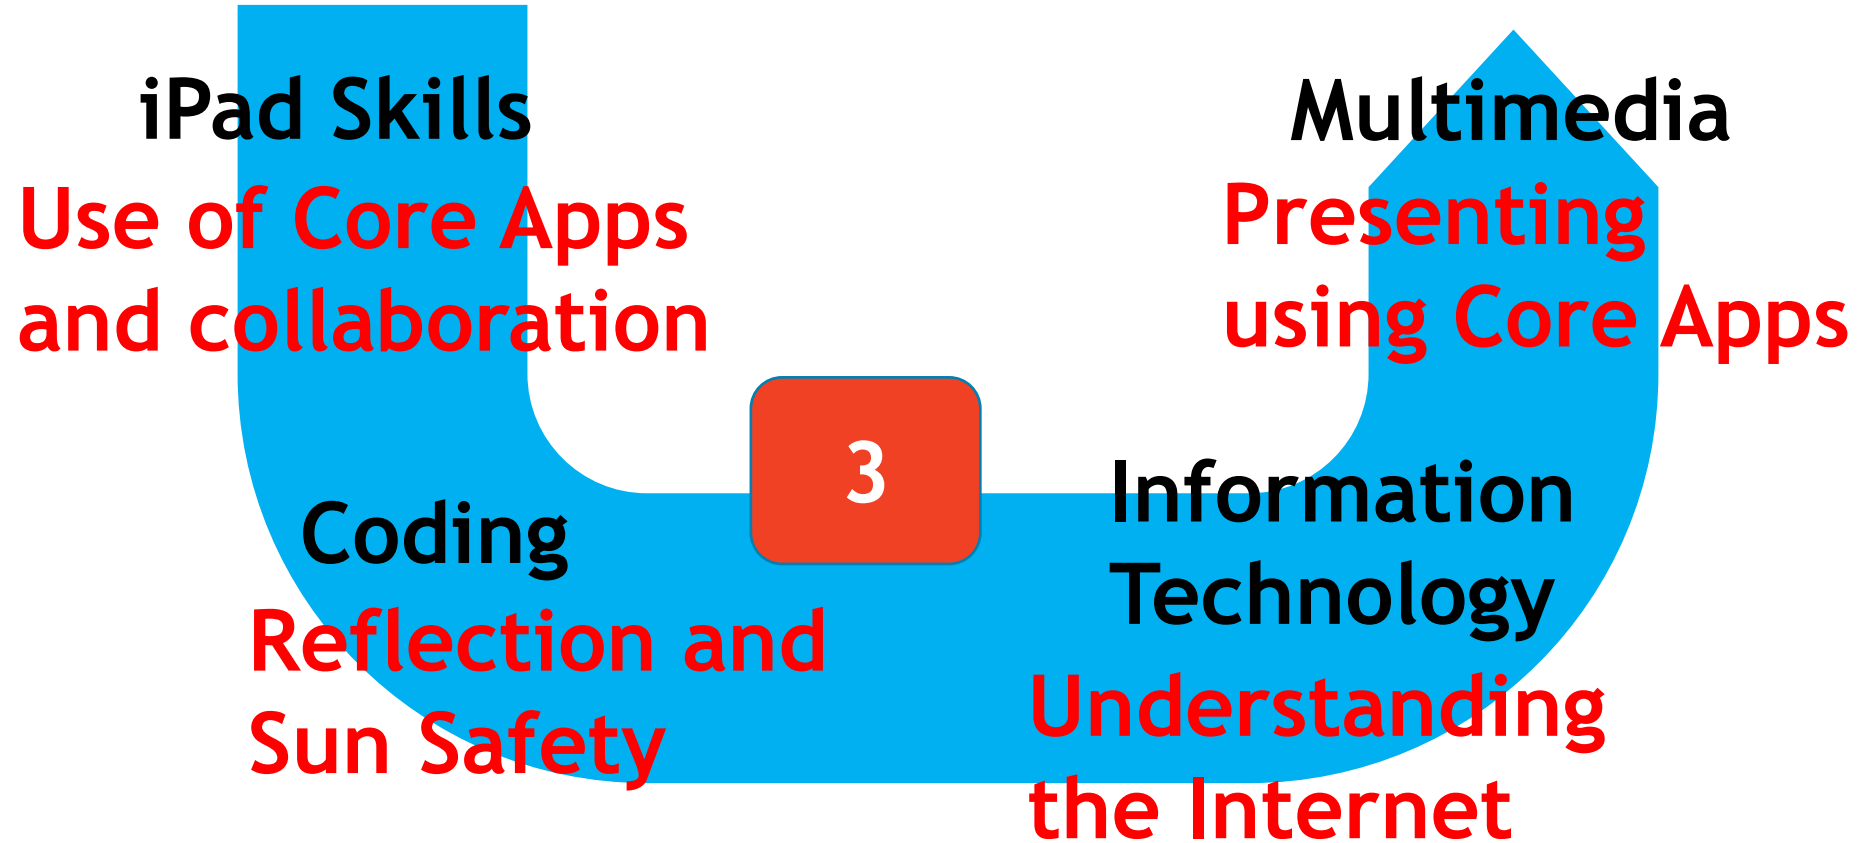 iPad Skills
Use of Core Apps
and collaboration
Coding
Reflection and
Sun Safety
3
Information
Technology
Understanding
the Internet
Multimedia
Presenting
using Core Apps